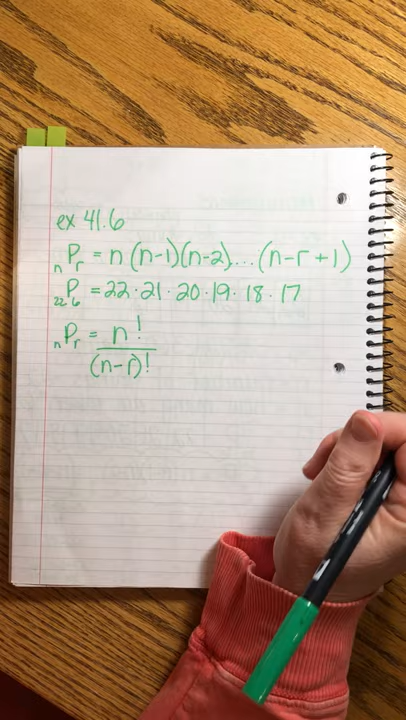 ex 41.6
nPr = n (n-1)(n-2)...(n-r+1)
22P6 = 22·21·20·19·18·17
nPr = n!
(n-r)!